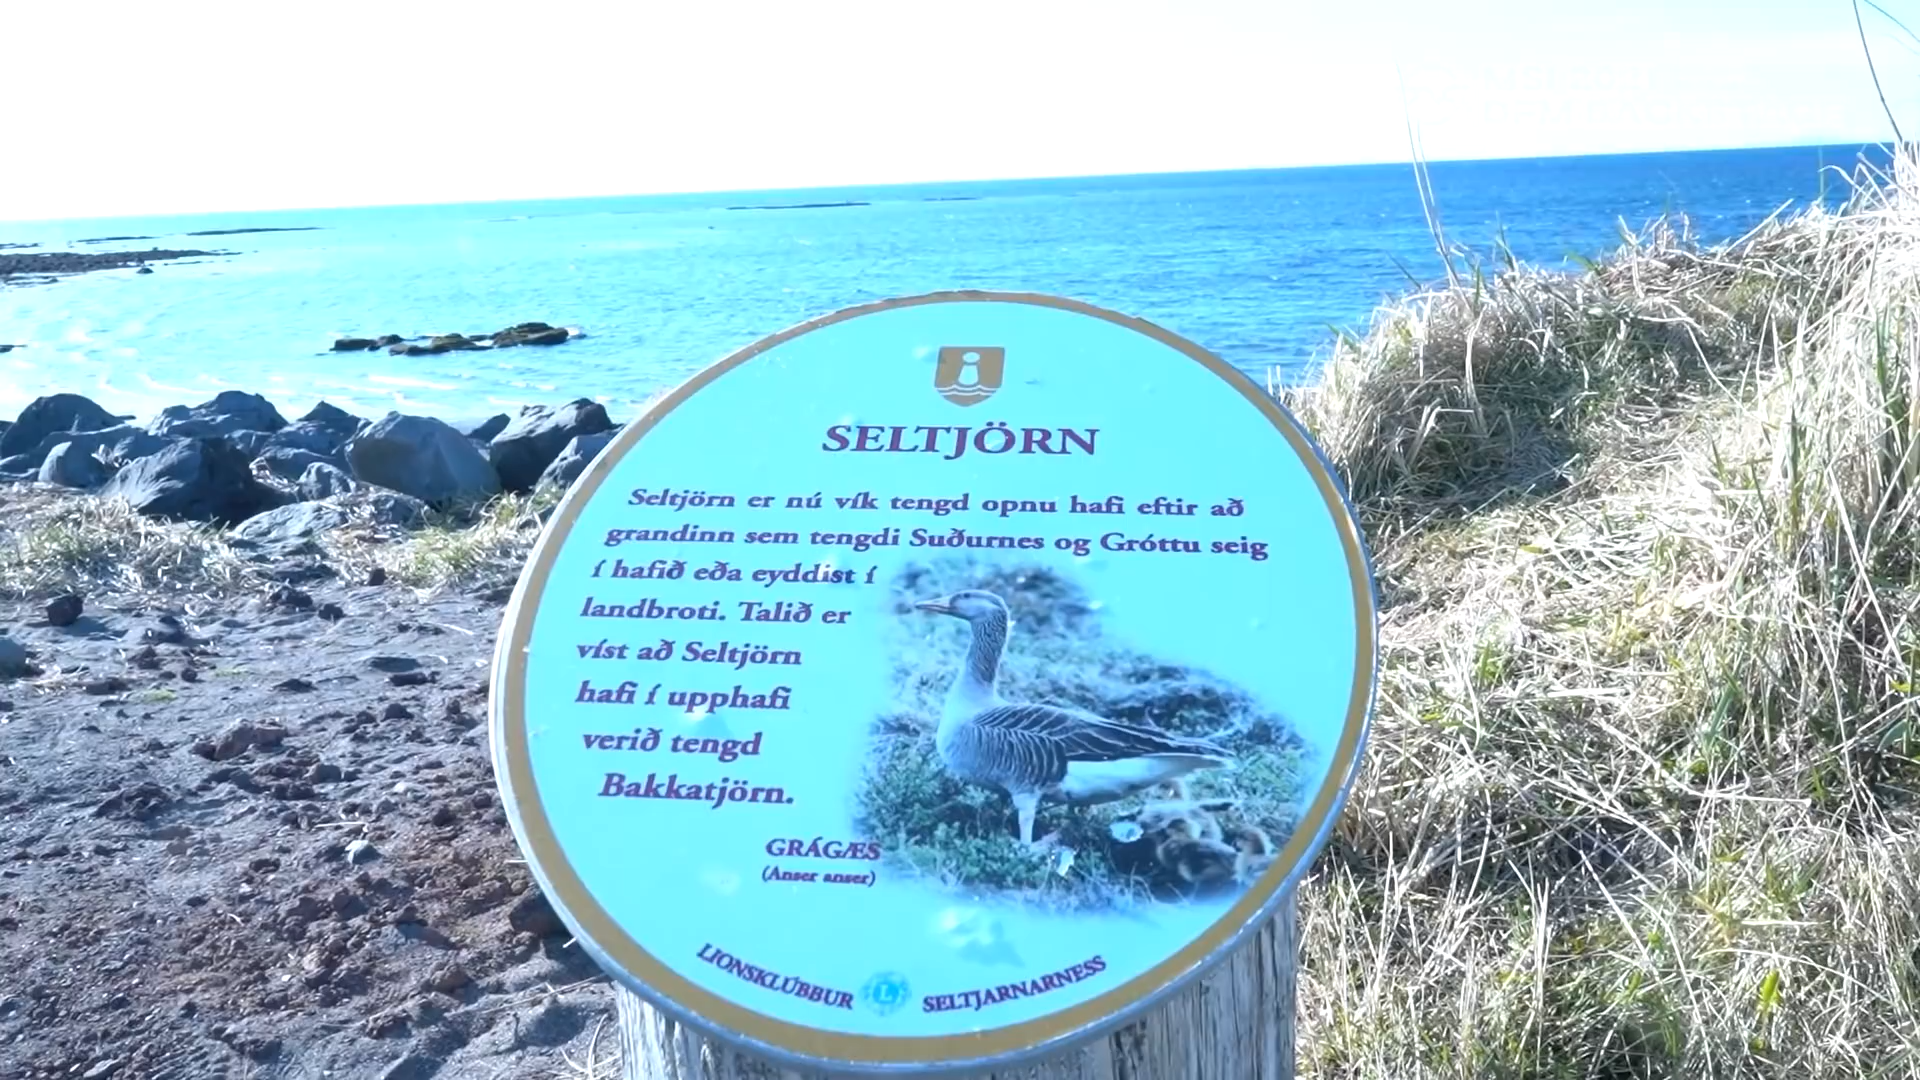 SELTJÖRN
Seltjörn er nú vík tengd opnu hafi eftir að
grandinn sem tengdi Suðurnes og Gróttu seig
í hafið eða eyddist í
landbroti. Talið er
víst að Seltjörn
hafi í upphafi
verið tengd
Bakkatjörn.
GRÁGÆS
(Anser anser)
LIONSKLÚBBUR L SELTJARNARNESS